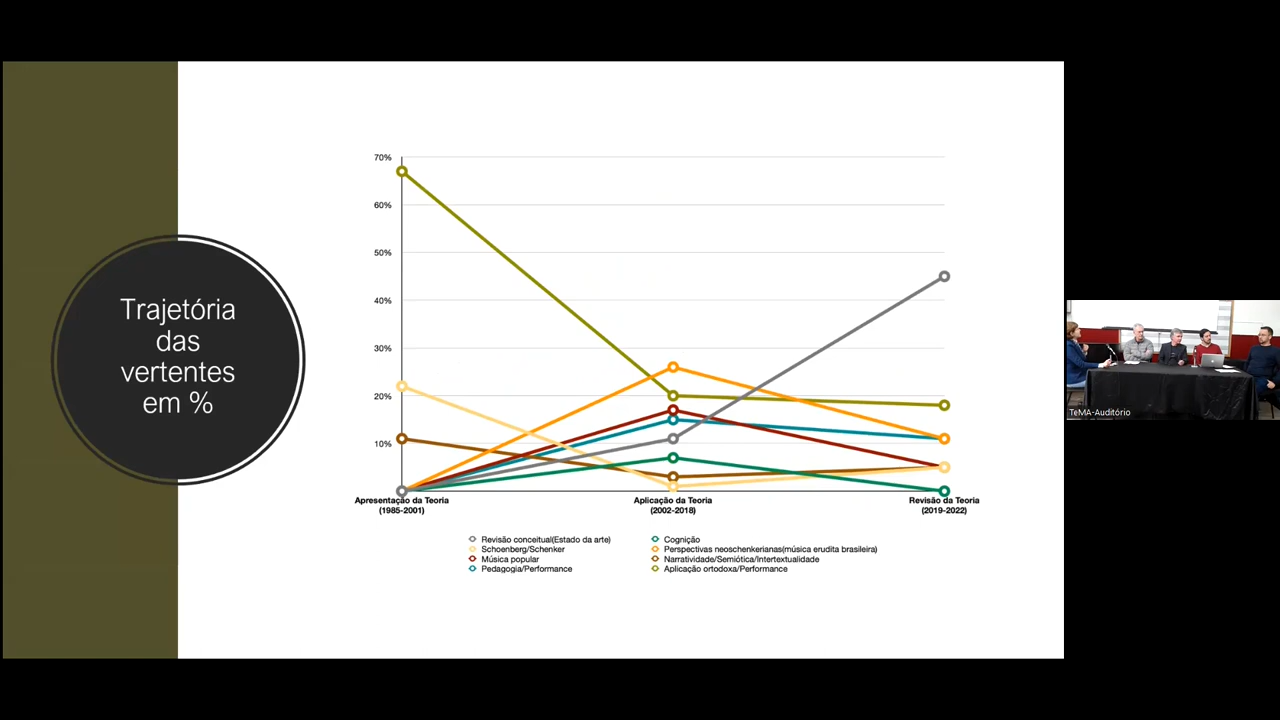 Trajetória
das
vertentes
em %
70%
60%
50%
40%
30%
20%
10%
Apresentação da Teoria
(1985-2001)
Aplicação da Teoria
(2002-2018)
Revisão da Teoria
(2019-2022)
Revisão conceitual(Estado da arte)
Schoenberg/Schenker
Música popular
Pedagogia/Performance
Cognição
Perspectivas neoschenkerianas(música erudita brasileira)
Narratividade/Semiótica/Intertextualidade
Aplicação ortodoxa/Performance
TeMA-Auditório